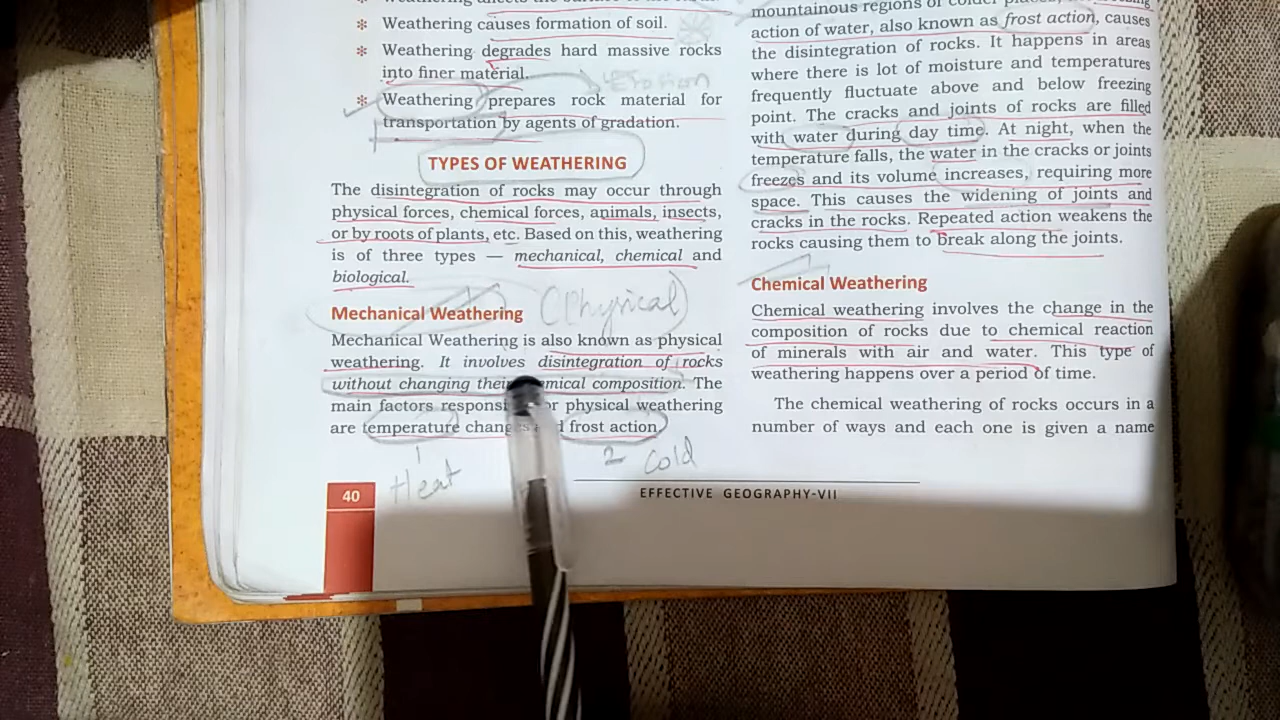 Weathering affects the surface of the
* Weathering causes formation of soil.
* Weathering degrades hard massive rocks
into finer material.
Erosion
* Weathering prepares rock material for
transportation by agents of gradation.
TYPES OF WEATHERING
The disintegration of rocks may occur through
physical forces, chemical forces, animals, insects,
or by roots of plants, etc. Based on this, weathering
is of three types — mechanical, chemical and
biological.
Mechanical Weathering (Physical)
Mechanical Weathering is also known as physical
weathering. It involves disintegration of rocks
without changing their composition. The
main factors physical weathering
are temperature frost action
1 Heat
2 Cold
40
mountainous regions of colder
action of water, also known as frost action, causes
the disintegration of rocks. It happens in areas
where there is lot of moisture and temperatures
frequently fluctuate above and below freezing
point. The cracks and joints of rocks are filled
with water during day time. At night, when the
temperature falls, the water in the cracks or joints
freezes and its volume increases, requiring more
space. This causes the widening of joints and
cracks in the rocks. Repeated action weakens the
rocks causing them to break along the joints.
Chemical Weathering
Chemical weathering involves the change in the
composition of rocks due to chemical reaction
of minerals with air and water. This type of
weathering happens over a period of time.
The chemical weathering of rocks occurs in a
number of ways and each one is given a name
EFFECTIVE GEOGRAPHY-VII